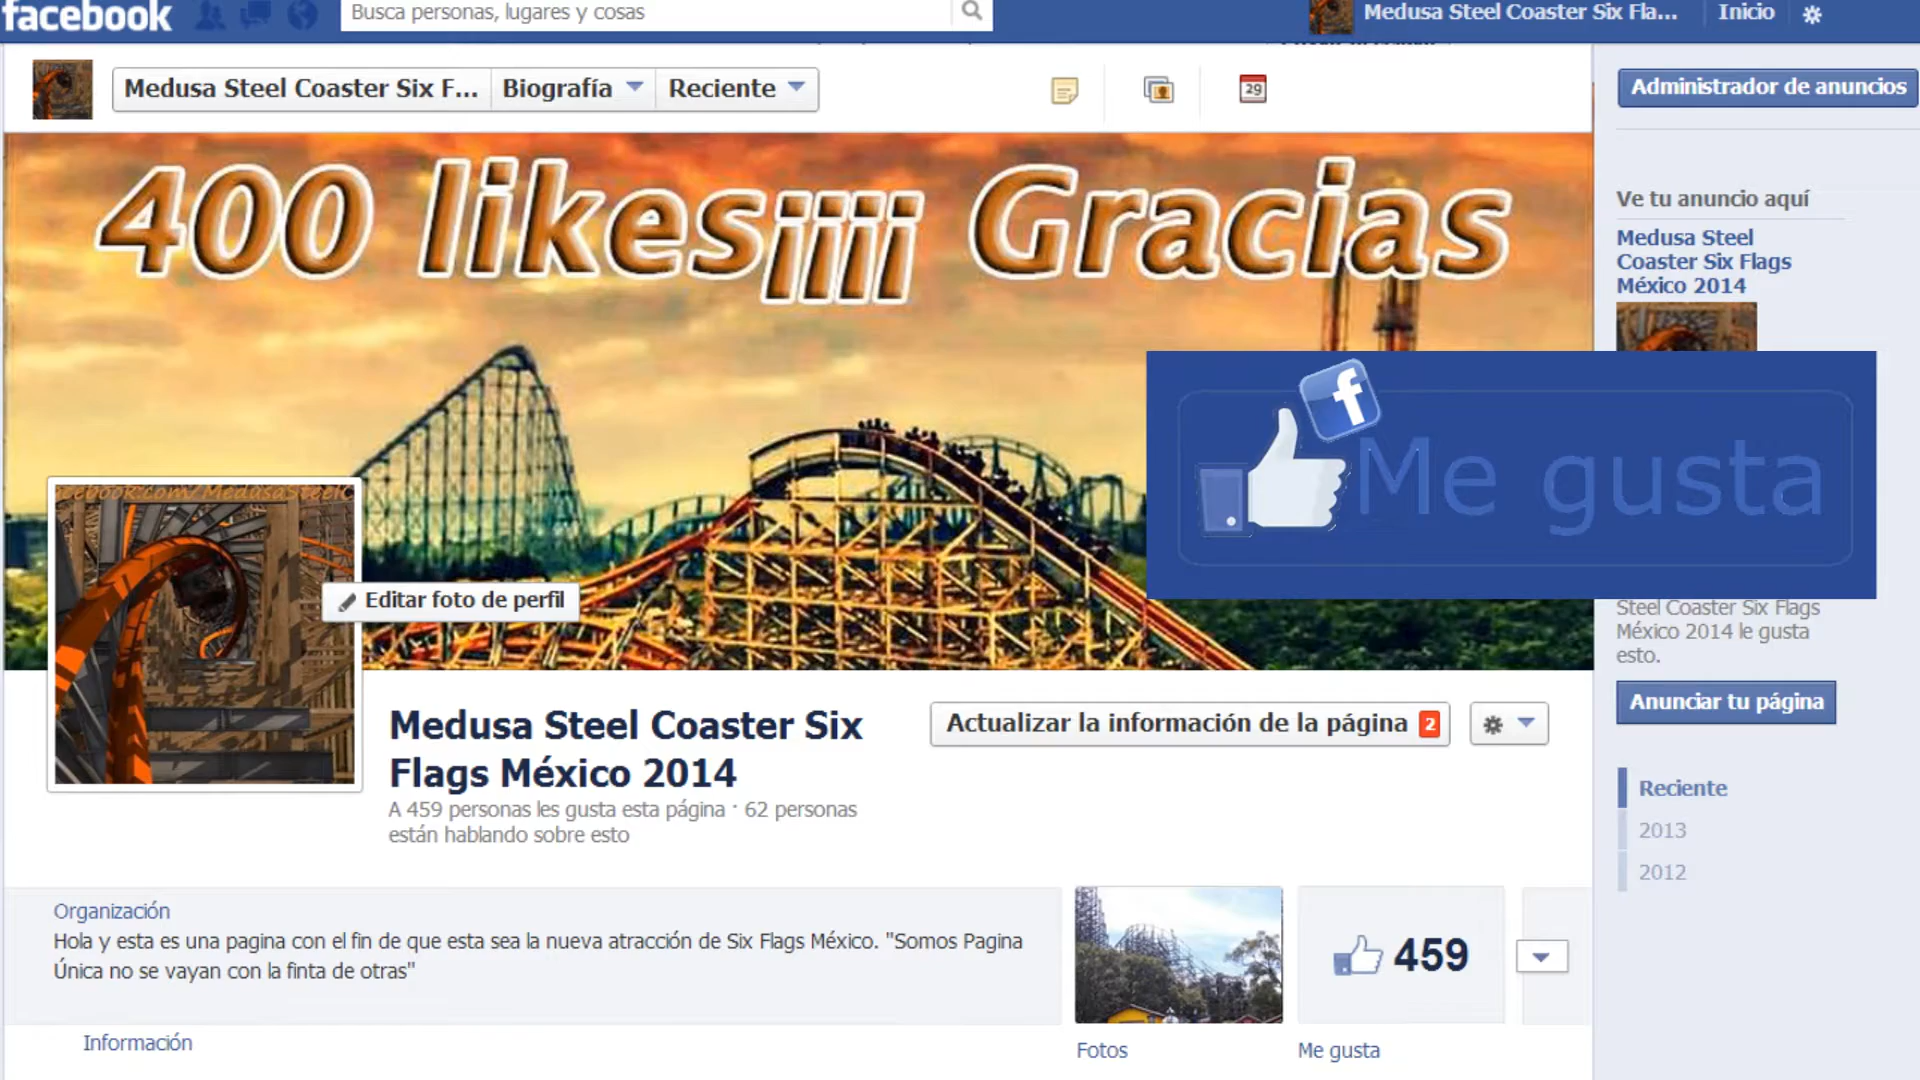 facebook
Busca personas, lugares y cosas
Medusa Steel Coaster Six Fla...
Inicio
Medusa Steel Coaster Six F...
Biografía
Reciente
29
Administrador de anuncios
400 likes¡¡¡¡ Gracias
Ve tu anuncio aquí
Medusa Steel
Coaster Six Flags
México 2014
f
Me gusta
Editar foto de perfil
Steel Coaster Six Flags
México 2014 le gusta
esto.
Anunciar tu página
Medusa Steel Coaster Six
Flags México 2014
A 459 personas les gusta esta página · 62 personas
están hablando sobre esto
Actualizar la información de la página 2
Reciente
2013
2012
Organización
Hola y esta es una pagina con el fin de que esta sea la nueva atracción de Six Flags México. "Somos Pagina
Única no se vayan con la finta de otras"
459
Información
Fotos
Me gusta